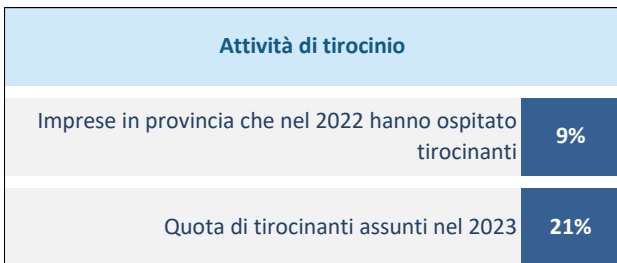 Attività di tirocinio
Imprese in provincia che nel 2022 hanno ospitato
tirocinanti
9%
Quota di tirocinanti assunti nel 2023
21%